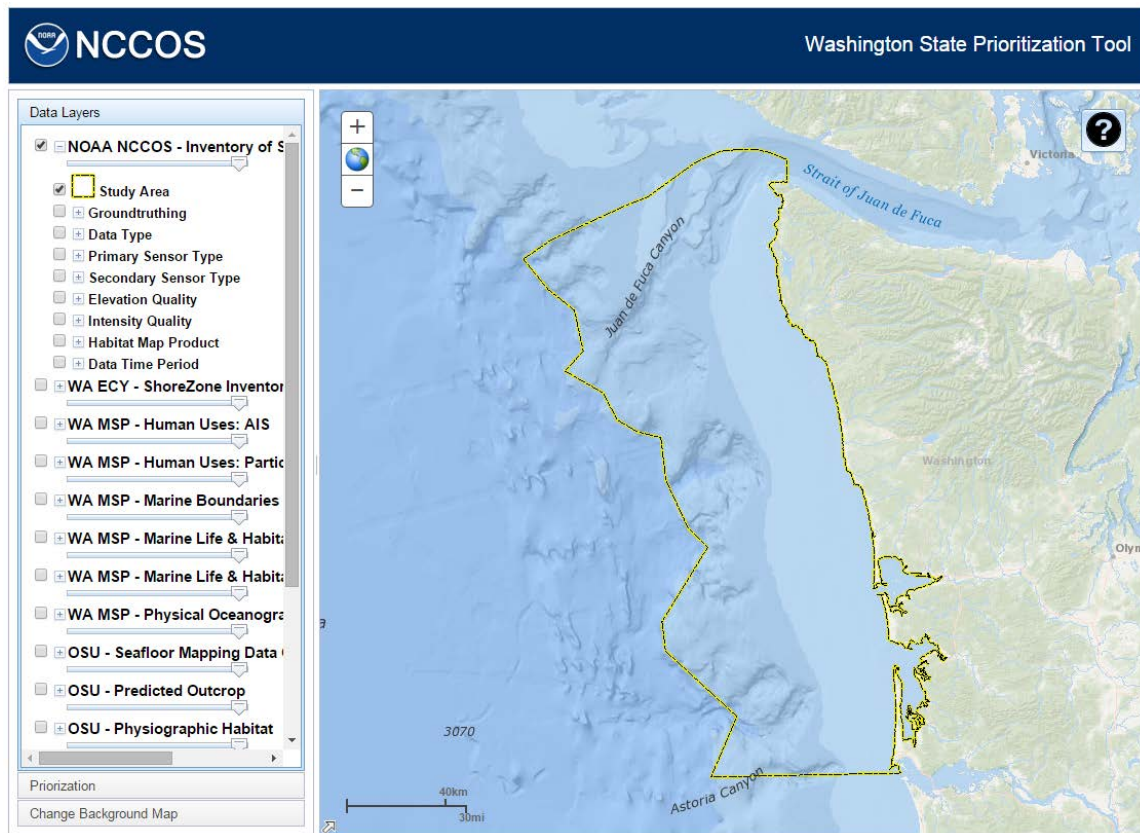 NOAA
NCCOS
Washington State Prioritization Tool
Data Layers
NOAA NCCOS - Inventory of S
Study Area
Groundtruthing
Data Type
Primary Sensor Type
Secondary Sensor Type
Elevation Quality
Intensity Quality
Habitat Map Product
Data Time Period
WA ECY - ShoreZone Inventor
WA MSP - Human Uses: AIS
WA MSP - Human Uses: Partic
WA MSP - Marine Boundaries
WA MSP - Marine Life & Habita
WA MSP - Marine Life & Habita
WA MSP - Physical Oceanogra
OSU - Seafloor Mapping Data
OSU - Predicted Outcrop
OSU - Physiographic Habitat
Priorization
Change Background Map
+
−
?
Victoria
Strait of Juan de Fuca
Juan de Fuca Canyon
Washington
Olym
a
3070
Astoria Canyon
40km
30mi